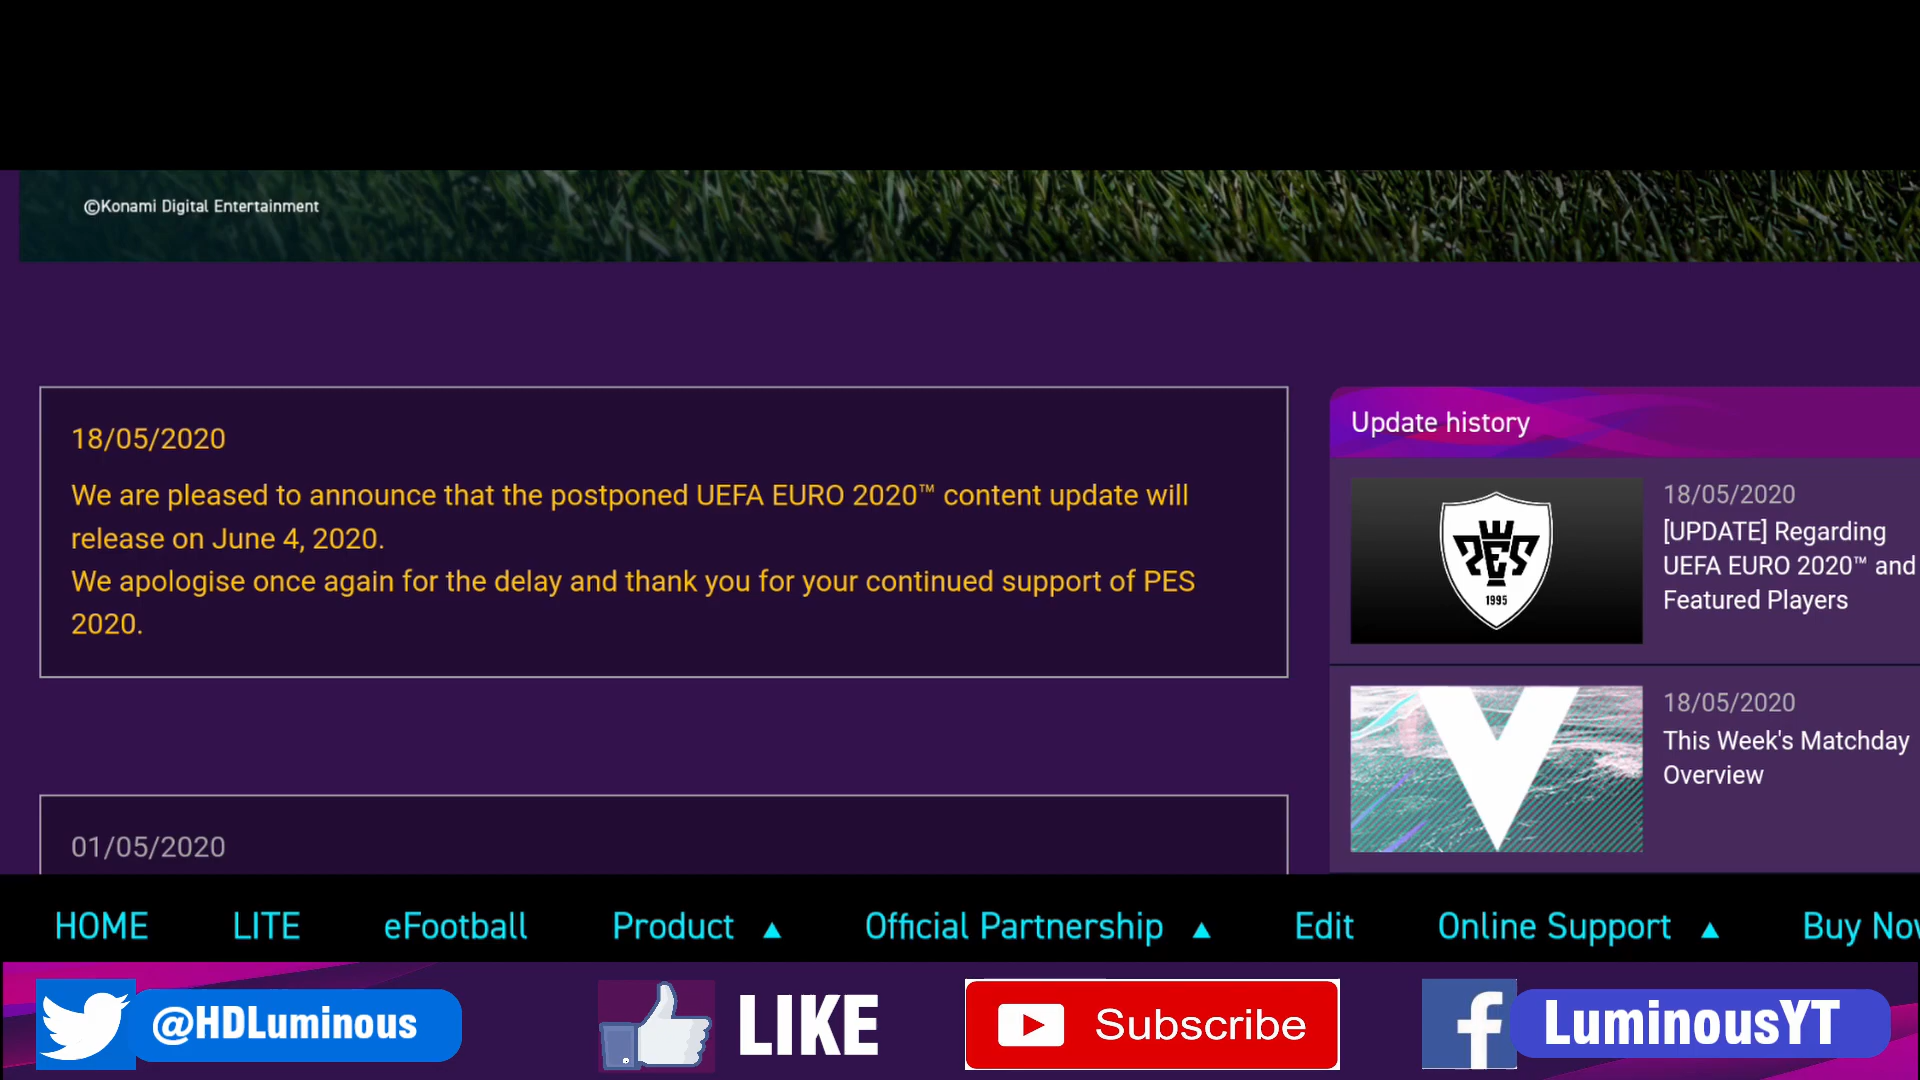 ©Konami Digital Entertainment
18/05/2020
We are pleased to announce that the postponed UEFA EURO 2020™ content update will
release on June 4, 2020.
We apologise once again for the delay and thank you for your continued support of PES
2020.
01/05/2020
Update history
PES
1995
18/05/2020
[UPDATE] Regarding
UEFA EURO 2020™ and
Featured Players
18/05/2020
This Week's Matchday
Overview
HOME LITE eFootball Product ▲ Official Partnership ▲ Edit Online Support ▲ Buy Nov
@HDLuminous LIKE Subscribe f LuminousYT